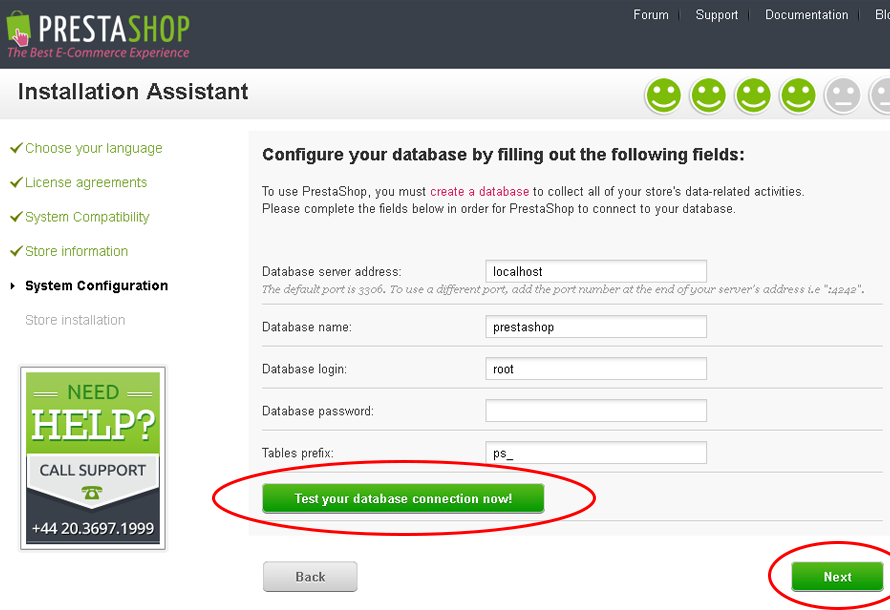 PRESTASHOP
The Best E-Commerce Experience
Forum
Support
Documentation
Installation Assistant
Choose your language
License agreements
System Compatibility
Store information
System Configuration
Store installation
NEED
HELP?
CALL SUPPORT
+44 20.3697.1999
Configure your database by filling out the following fields:
To use PrestaShop, you must create a database to collect all of your store's data-related activities.
Please complete the fields below in order for PrestaShop to connect to your database.
Database server address: localhost
The default port is 3306. To use a different port, add the port number at the end of your server's address i.e ":4242".
Database name: prestashop
Database login: root
Database password:
Tables prefix: ps_
Test your database connection now!
Back
Next